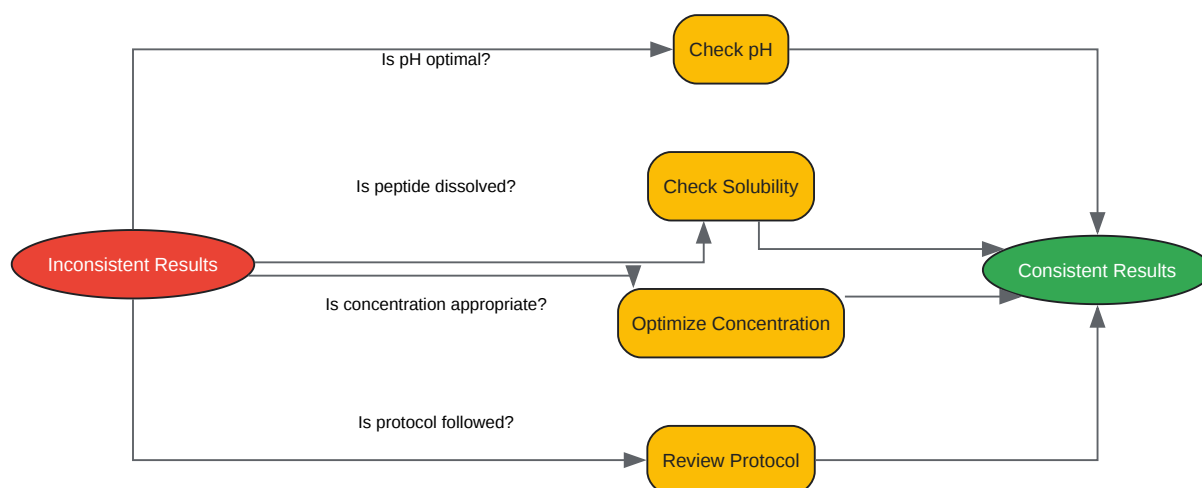 Check pH
Is pH optimal?
Is peptide dissolved?
Check Solubility
Inconsistent Results
Consistent Results
Is concentration appropriate?
Optimize Concentration
Is protocol followed?
Review Protocol